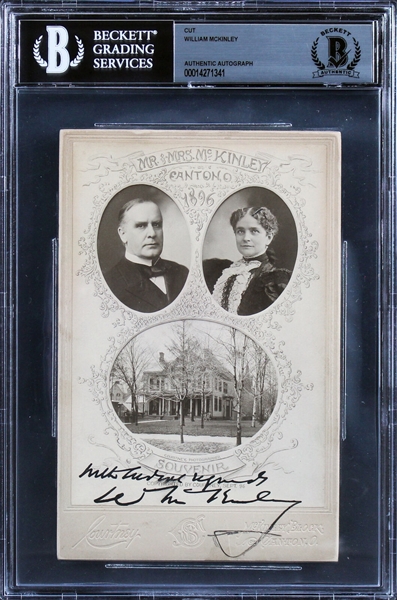 BECKETT®
GRADING
SERVICES
CUT
WILLIAM MCKINLEY
AUTHENTIC AUTOGRAPH
00014271341
BECKETT
AUTHENTIC
MR. & MRS. McKINLEY
CANTON, O.
1896
SOUVENIR
With cordial regards
W McKinley
Courtney